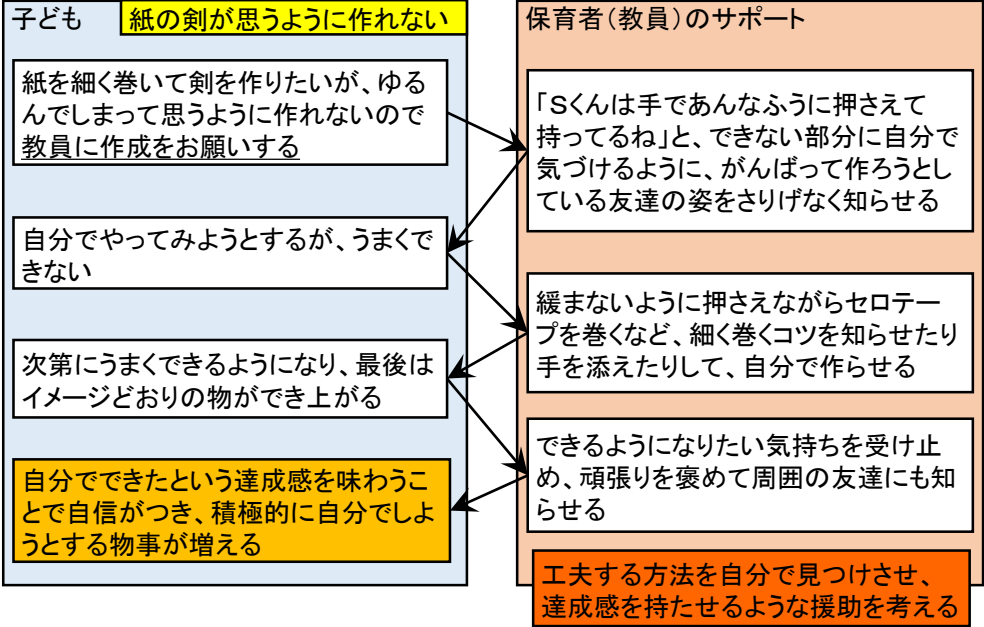 子ども
紙の剣が思うように作れない
紙を細く巻いて剣を作りたいが、ゆる
んでしまって思うように作れないので
教員に作成をお願いする
自分でやってみようとするが、うまくで
きない
次第にうまくできるようになり、最後は
イメージどおりの物ができ上がる
自分でできたという達成感を味わうこ
とで自信がつき、積極的に自分でしよ
うとする物事が増える
保育者(教員)のサポート
「Sくんは手であんなふうに押さえて
持ってるね」と、できない部分に自分で
気づけるように、がんばって作ろうとし
ている友達の姿をさりげなく知らせる
緩まないように押さえながらセロテー
プを巻くなど、細く巻くコツを知らせたり
手を添えたりして、自分で作らせる
できるようになりたい気持ちを受け止
め、頑張りを褒めて周囲の友達にも知
らせる
工夫する方法を自分で見つけさせ、
達成感を持たせるような援助を考える